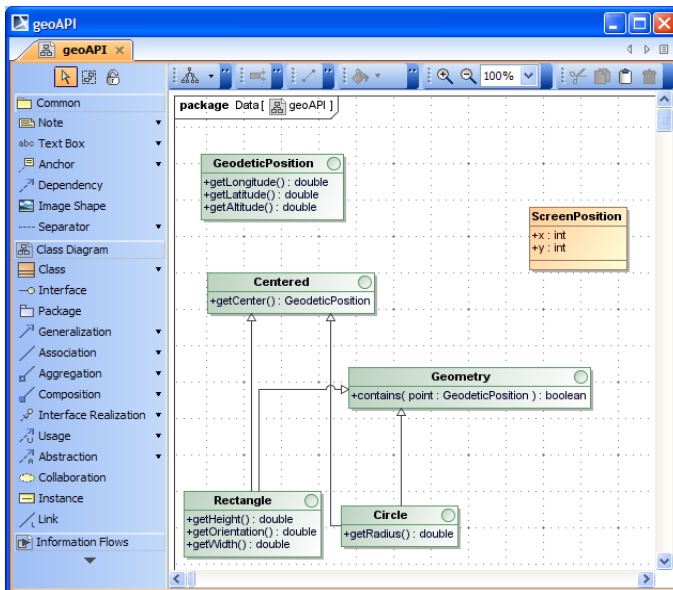 geoAPI
geoAPI
100%
Common
Note
abc Text Box
Anchor
Dependency
Image Shape
Separator
Class Diagram
Class
Interface
Package
Generalization
Association
Aggregation
Composition
Interface Realization
Usage
Abstraction
Collaboration
Instance
Link
Information Flows
package Data [ geoAPI ]
GeodeticPosition
+getLongitude() : double
+getLatitude() : double
+getAltitude() : double
ScreenPosition
+x : int
+y : int
Centered
+getCenter() : GeodeticPosition
Geometry
+contains( point : GeodeticPosition ) : boolean
Rectangle
+getHeight() : double
+getOrientation() : double
+getWidth() : double
Circle
+getRadius() : double